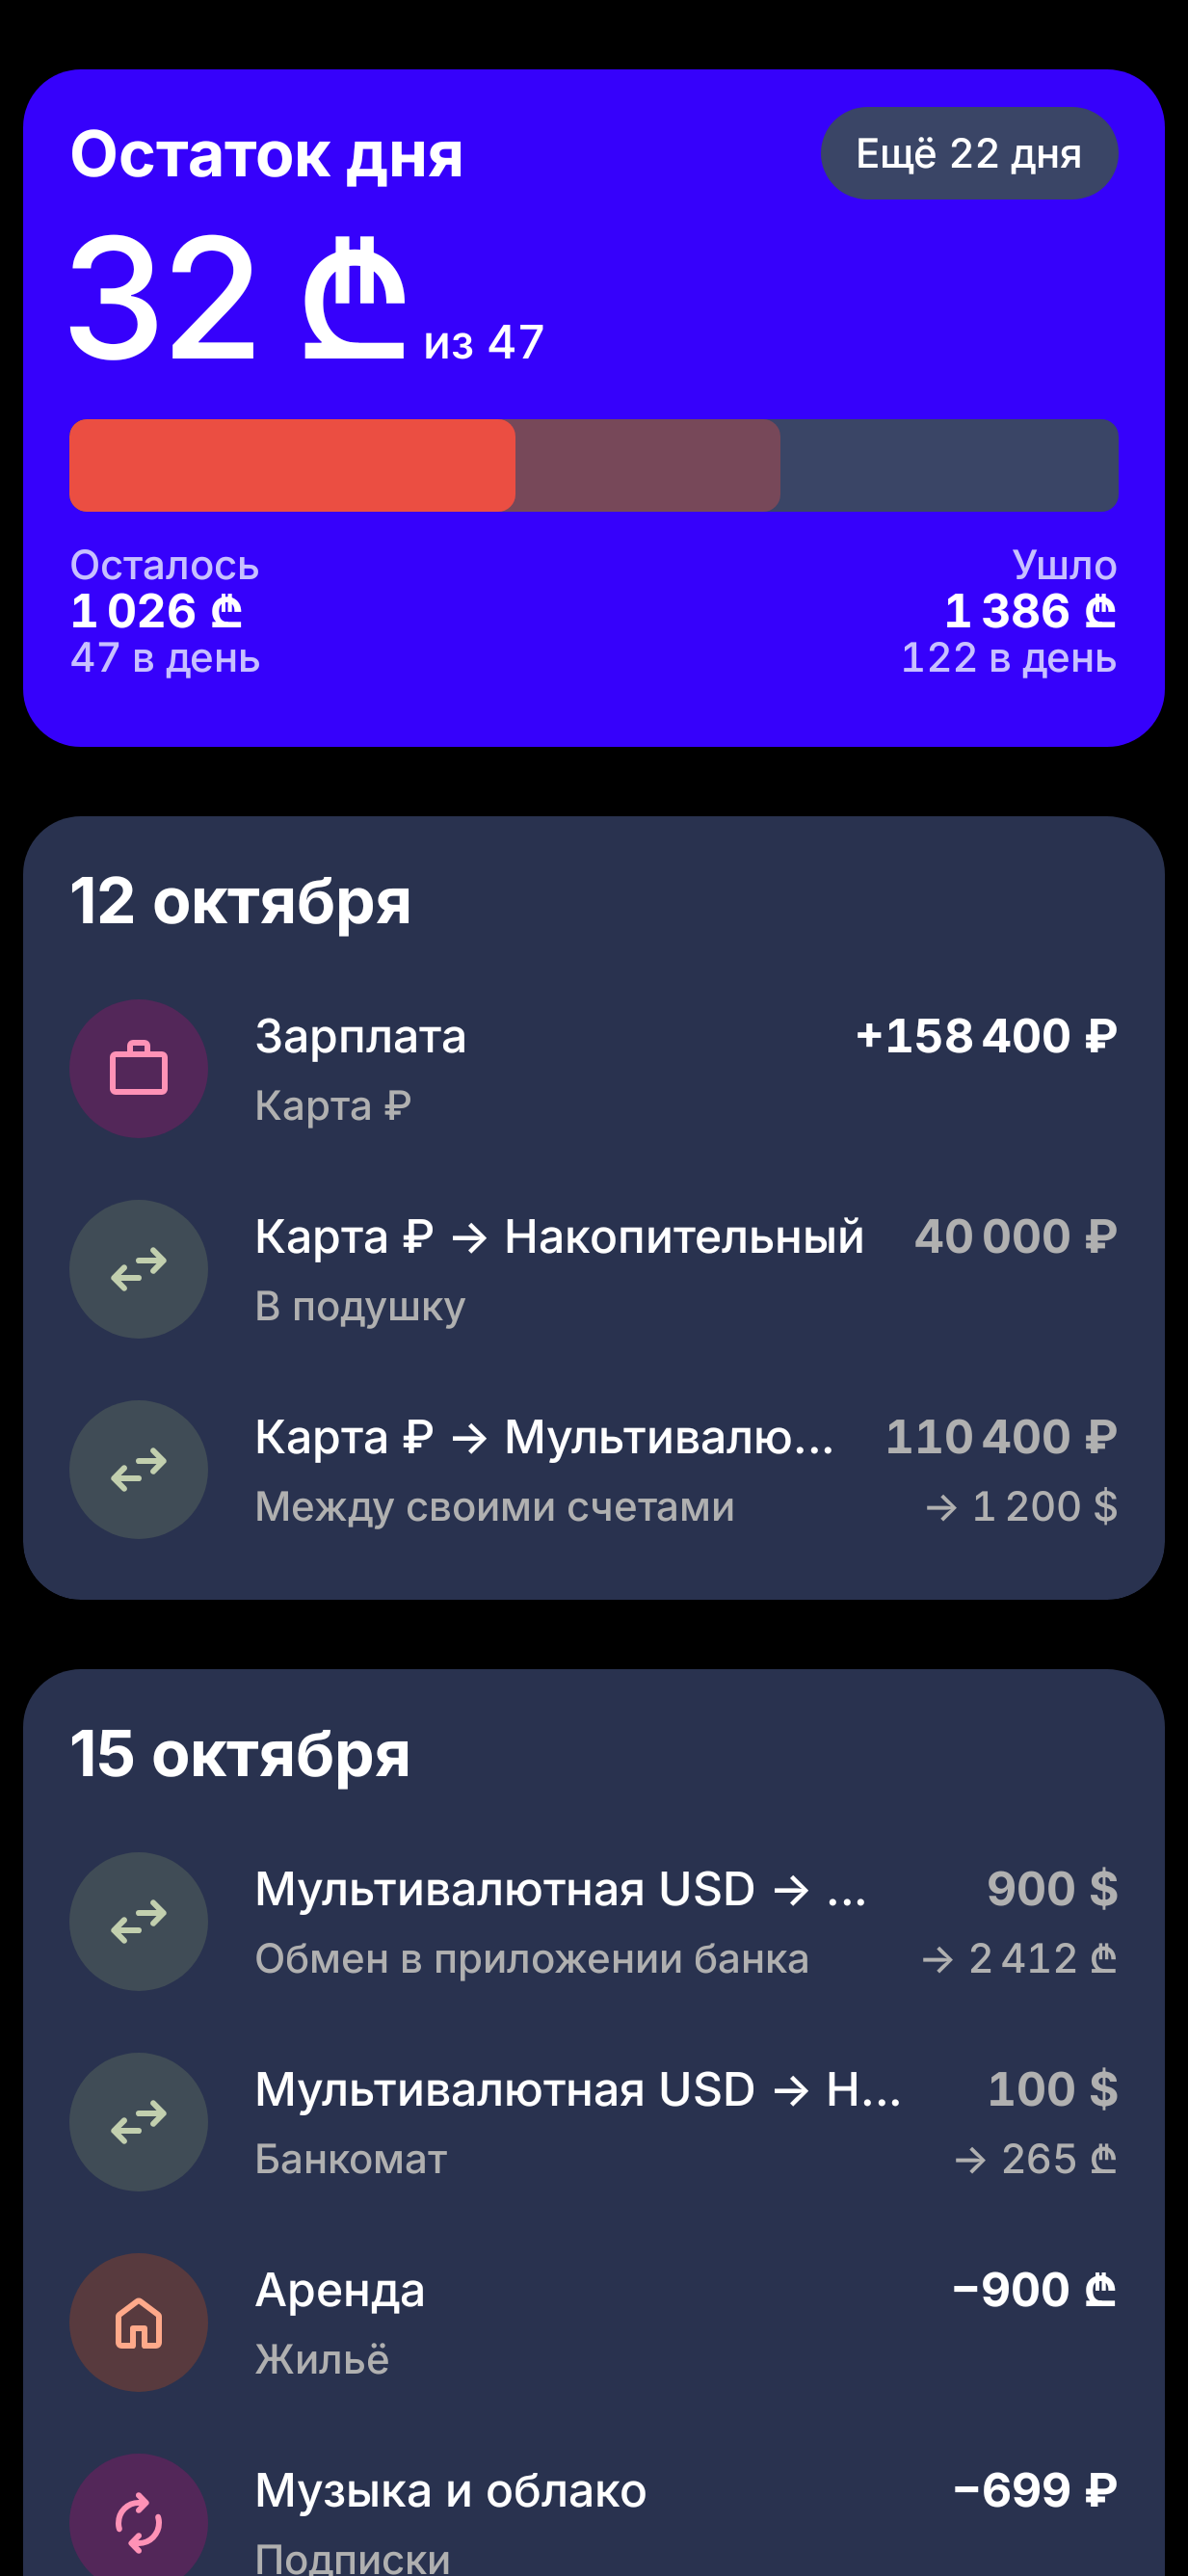 Остаток дня
Ещё 22 дня
32 ₾ из 47
Осталось
Ушло
1 026 ₾
1 386 ₾
47 в день
122 в день
12 октября
Зарплата
+158 400 ₽
Карта ₽
Карта ₽ → Накопительный
40 000 ₽
В подушку
Карта ₽ → Мультивалю...
110 400 ₽
Между своими счетами
→ 1 200 $
15 октября
Мультивалютная USD → ...
900 $
Обмен в приложении банка
→ 2 412 ₾
Мультивалютная USD → Н...
100 $
Банкомат
→ 265 ₾
Аренда
−900 ₾
Жильё
Музыка и облако
−699 ₽
Подписки